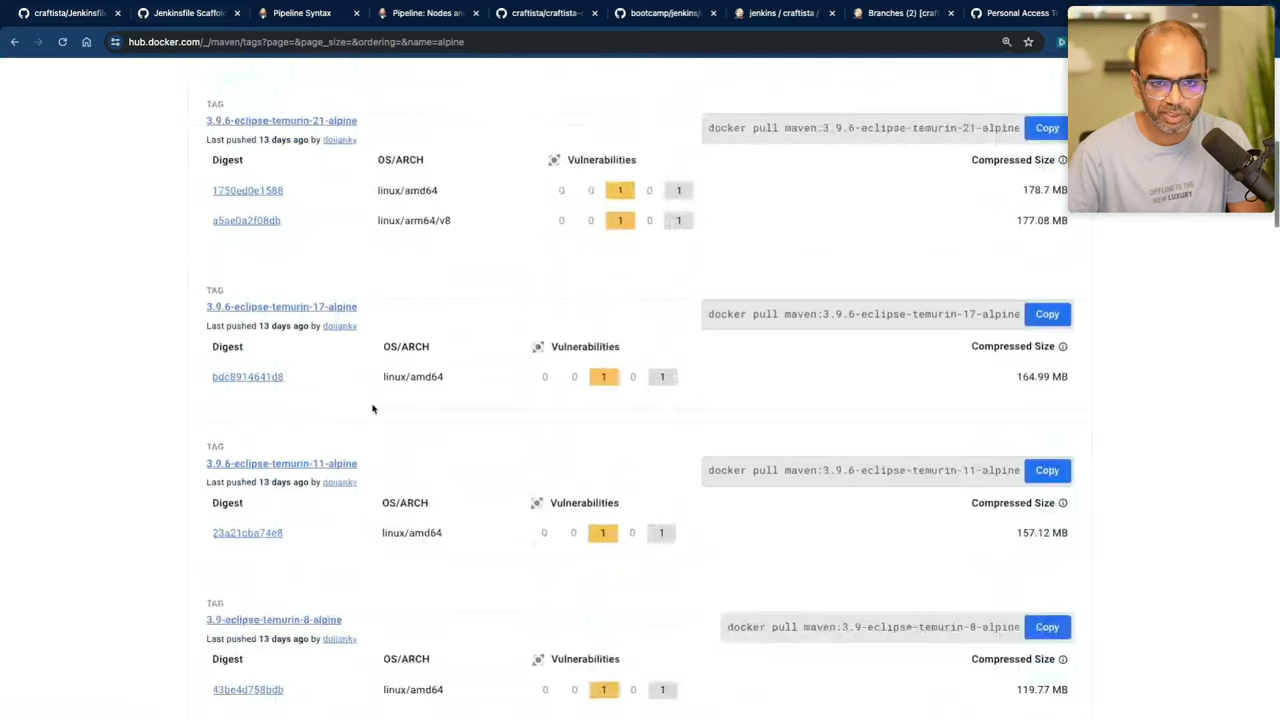 craftista/Jenkinsfile
Jenkinsfile Scaffol
Pipeline Syntax
Pipeline: Nodes an
craftista/craftista-c
bootcamp/jenkins/
jenkins / craftista /
Branches (2) [craf
Personal Access To
hub.docker.com/_/maven/tags?page=&page_size=&ordering=&name=alpine
TAG
3.9.6-eclipse-temurin-21-alpine
Last pushed 13 days ago by doijanky
docker pull maven:3.9.6-eclipse-temurin-21-alpine
Copy
Digest OS/ARCH Vulnerabilities Compressed Size
1750ed0e1588 linux/amd64 0 0 1 0 1 178.7 MB
a5ae0a2f08db linux/arm64/v8 0 0 1 0 1 177.08 MB
TAG
3.9.6-eclipse-temurin-17-alpine
Last pushed 13 days ago by doijanky
docker pull maven:3.9.6-eclipse-temurin-17-alpine
Copy
Digest OS/ARCH Vulnerabilities Compressed Size
bdc8914641d8 linux/amd64 0 0 1 0 1 164.99 MB
TAG
3.9.6-eclipse-temurin-11-alpine
Last pushed 13 days ago by doijanky
docker pull maven:3.9.6-eclipse-temurin-11-alpine
Copy
Digest OS/ARCH Vulnerabilities Compressed Size
23a21cba74e8 linux/amd64 0 0 1 0 1 157.12 MB
TAG
3.9-eclipse-temurin-8-alpine
Last pushed 13 days ago by doijanky
docker pull maven:3.9-eclipse-temurin-8-alpine
Copy
Digest OS/ARCH Vulnerabilities Compressed Size
43be4d758bdb linux/amd64 0 0 1 0 1 119.77 MB
OFFLINE IS THE
NEW LUXURY